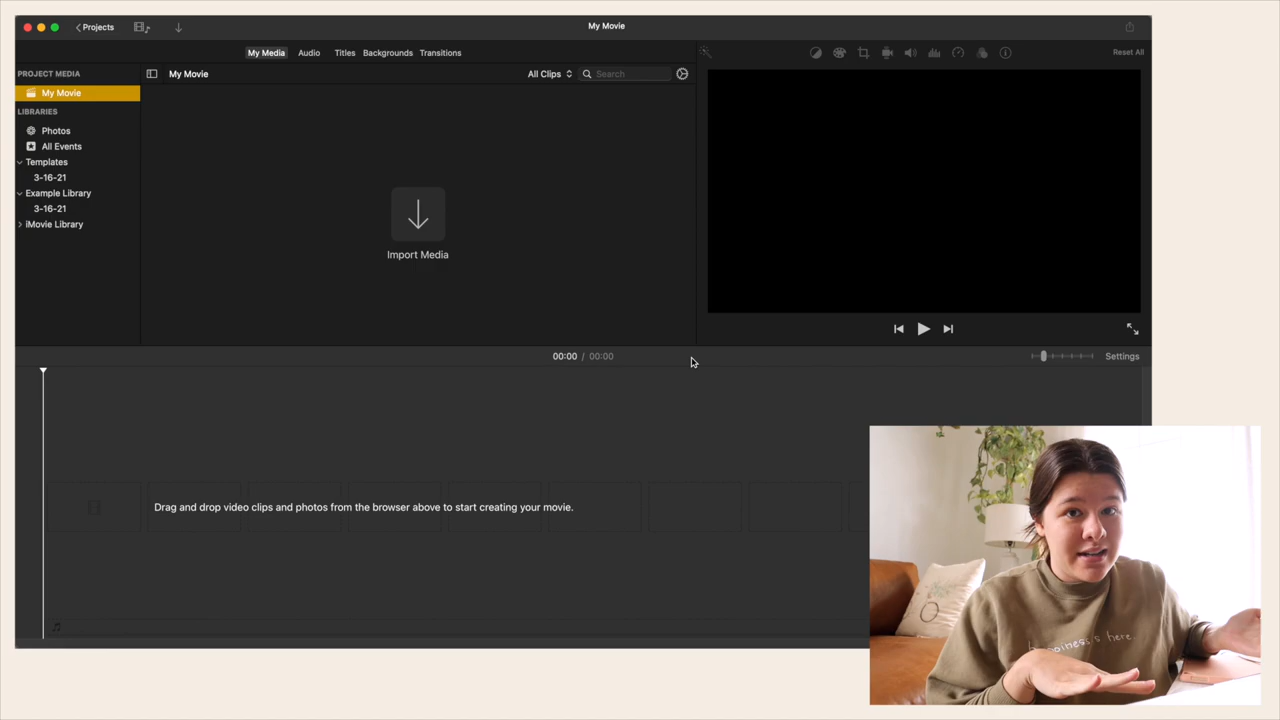 Projects
My Movie
My Media Audio Titles Backgrounds Transitions
Reset All
PROJECT MEDIA
My Movie
All Clips
Search
My Movie
LIBRARIES
Photos
All Events
Templates
3-16-21
Example Library
3-16-21
iMovie Library
Import Media
00:00 / 00:00
Settings
Drag and drop video clips and photos from the browser above to start creating your movie.
happiness is here